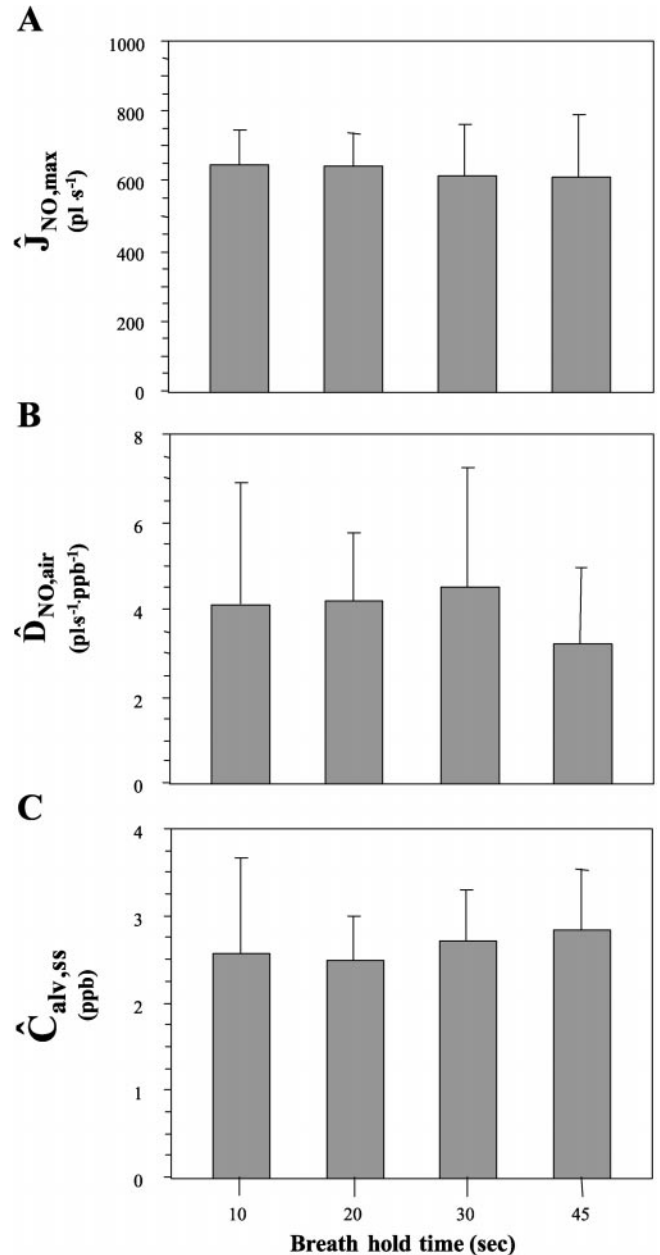 A
1000
800
600
400
200
0
ĴNO,max
(pl·s-1)
B
8
6
4
2
0
D̂NO,air
(pl·s-1·ppb-1)
C
4
3
2
1
0
Ĉalv,ss
(ppb)
10 20 30 45
Breath hold time (sec)